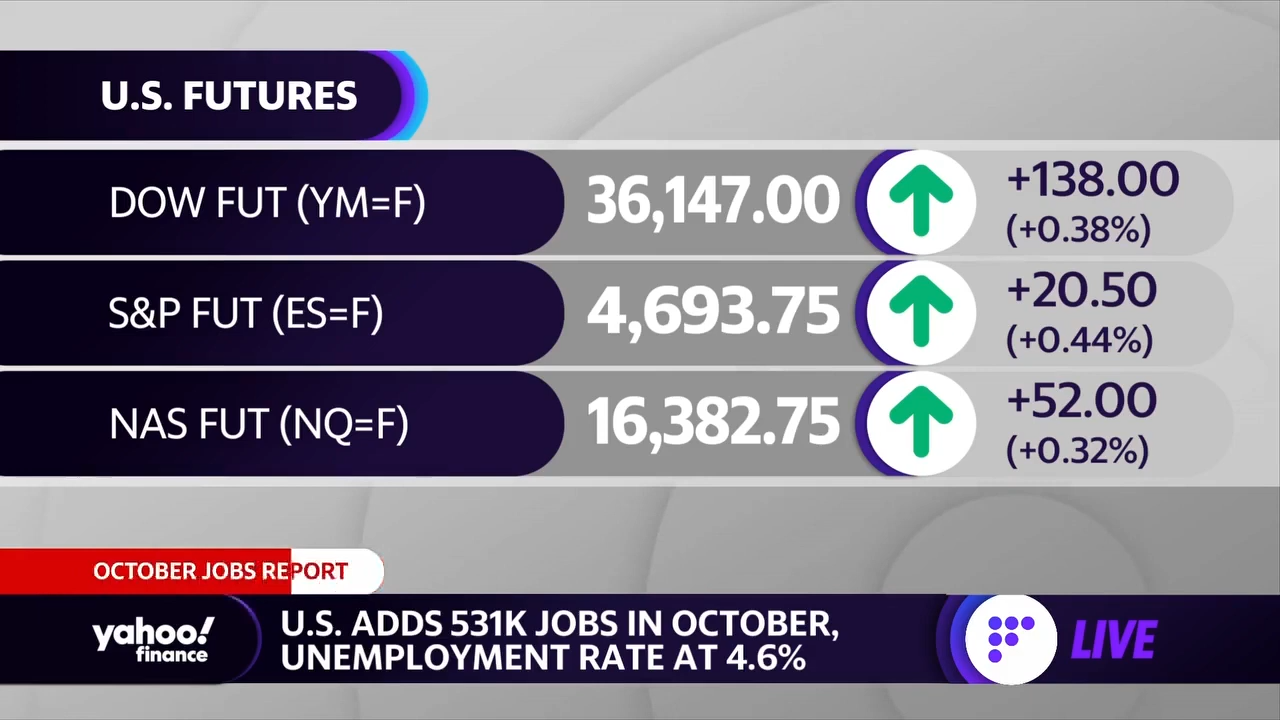 U.S. FUTURES
DOW FUT (YM=F) 36,147.00 +138.00
(+0.38%)
S&P FUT (ES=F) 4,693.75 +20.50
(+0.44%)
NAS FUT (NQ=F) 16,382.75 +52.00
(+0.32%)
OCTOBER JOBS REPORT
yahoo!
finance
U.S. ADDS 531K JOBS IN OCTOBER,
UNEMPLOYMENT RATE AT 4.6%
LIVE